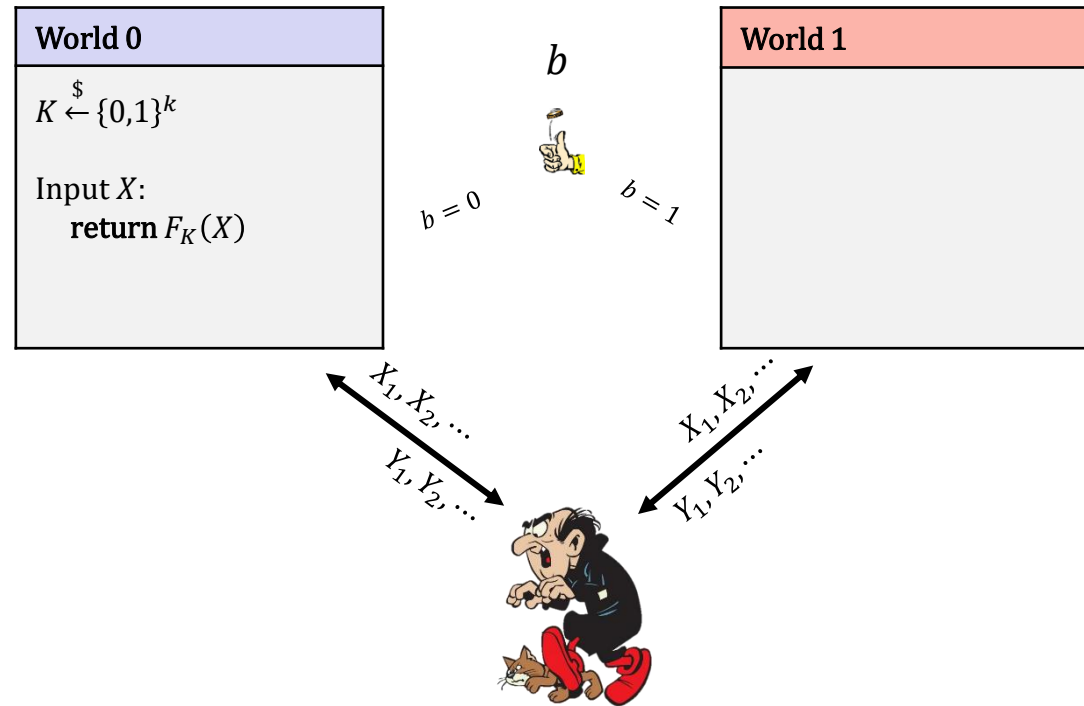 World 0
K ←$ {0,1}^k
Input X:
return F_K(X)
b
b = 0
b = 1
World 1
X_1, X_2, ...
Y_1, Y_2, ...
X_1, X_2, ...
Y_1, Y_2, ...